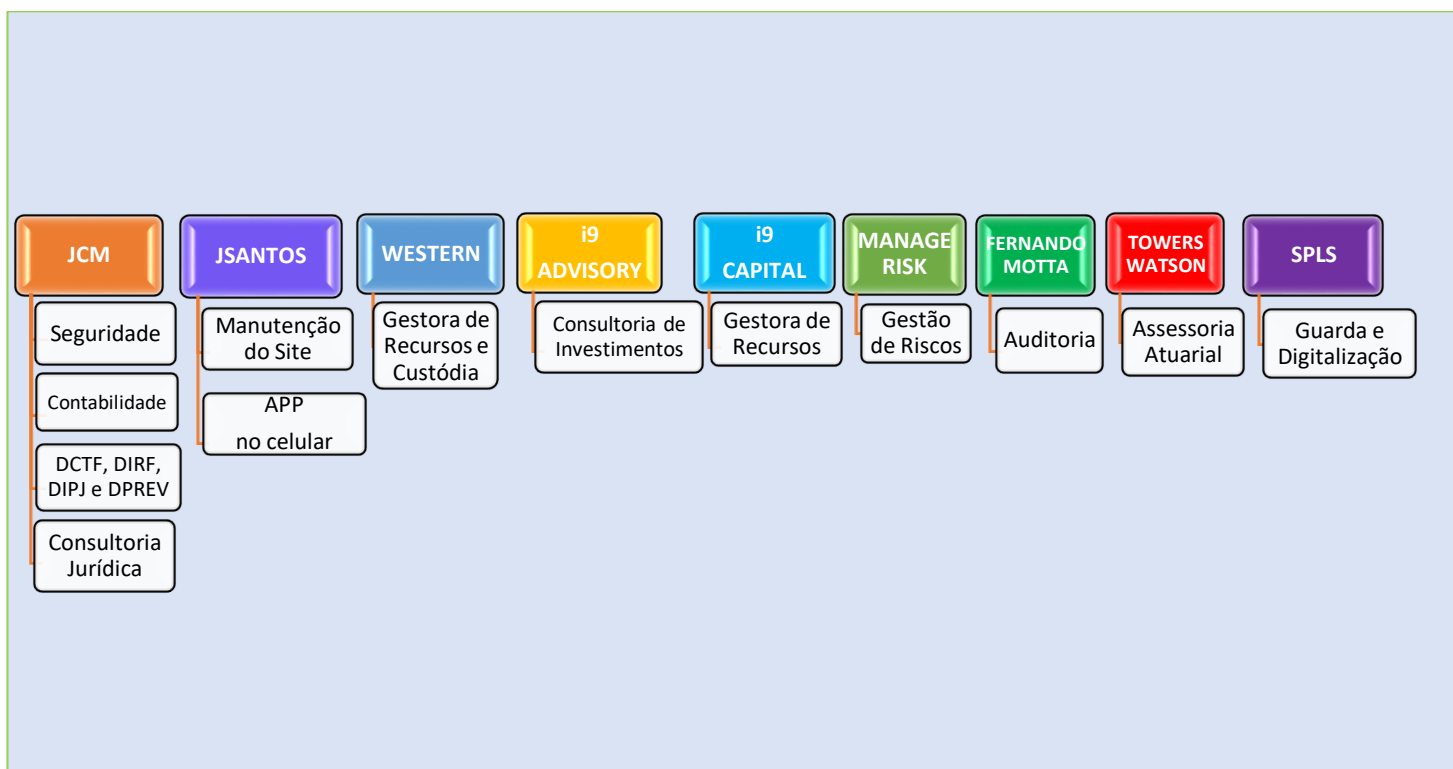 JCM
Seguridade
Contabilidade
DCTF, DIRF,
DIPJ e DPREV
Consultoria
Jurídica
JSANTOS
Manutenção
do Site
APP
no celular
WESTERN
Gestora de
Recursos e
Custódia
i9
ADVISORY
Consultoria de
Investimentos
i9
CAPITAL
Gestora de
Recursos
MANAGE
RISK
Gestão
de Riscos
FERNANDO
MOTTA
Auditoria
TOWERS
WATSON
Assessoria
Atuarial
SPLS
Guarda e
Digitalização